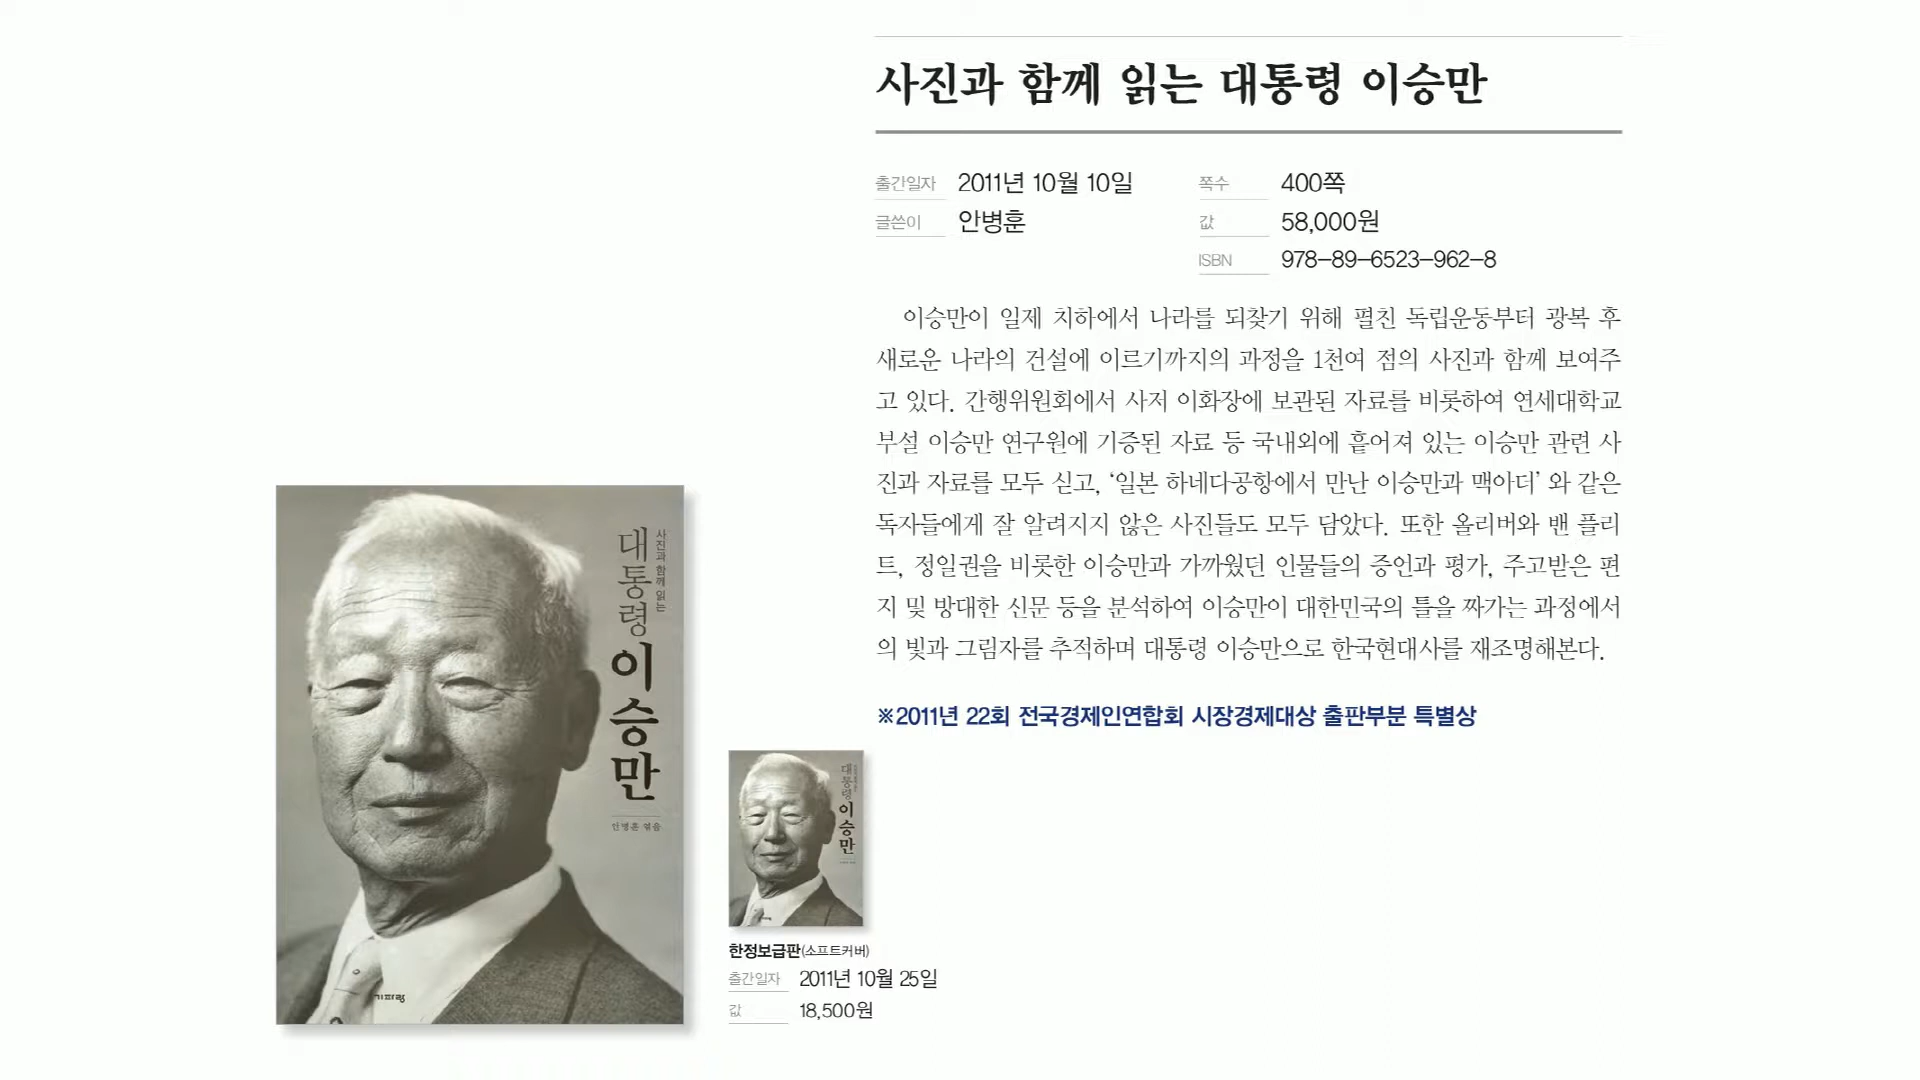 사진과 함께 읽는 대통령 이승만
출간일자 2011년 10월 10일 쪽수 400쪽
글쓴이 안병훈 값 58,000원
ISBN 978-89-6523-962-8
이승만이 일제 치하에서 나라를 되찾기 위해 펼친 독립운동부터 광복 후
새로운 나라의 건설에 이르기까지의 과정을 1천여 점의 사진과 함께 보여주
고 있다. 간행위원회에서 사저 이화장에 보관된 자료를 비롯하여 연세대학교
부설 이승만 연구원에 기증된 자료 등 국내외에 흩어져 있는 이승만 관련 사
진과 자료를 모두 싣고, ‘일본 하네다공항에서 만난 이승만과 맥아더’ 와 같은
독자들에게 잘 알려지지 않은 사진들도 모두 담았다. 또한 올리버와 밴 플리
트, 정일권을 비롯한 이승만과 가까웠던 인물들의 증인과 평가, 주고받은 편
지 및 방대한 신문 등을 분석하여 이승만이 대한민국의 틀을 짜가는 과정에서
의 빛과 그림자를 추적하며 대통령 이승만으로 한국현대사를 재조명해본다.
※2011년 22회 전국경제인연합회 시장경제대상 출판부분 특별상
사진과 함께 읽는
대통령
이승만
안병훈 엮음
기파랑
대통령
이승만
한정보급판(소프트커버)
출간일자 2011년 10월 25일
값 18,500원